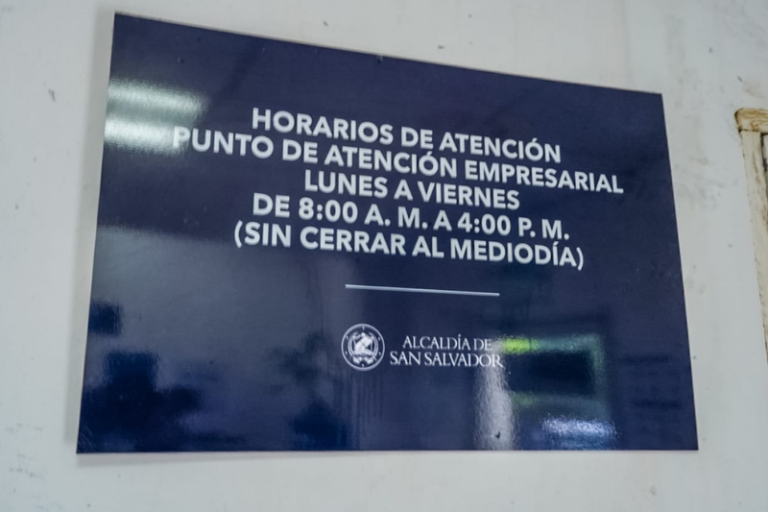 HORARIOS DE ATENCIÓN
PUNTO DE ATENCIÓN EMPRESARIAL
LUNES A VIERNES
DE 8:00 A. M. A 4:00 P. M.
(SIN CERRAR AL MEDIODÍA)
ALCALDÍA DE
SAN SALVADOR